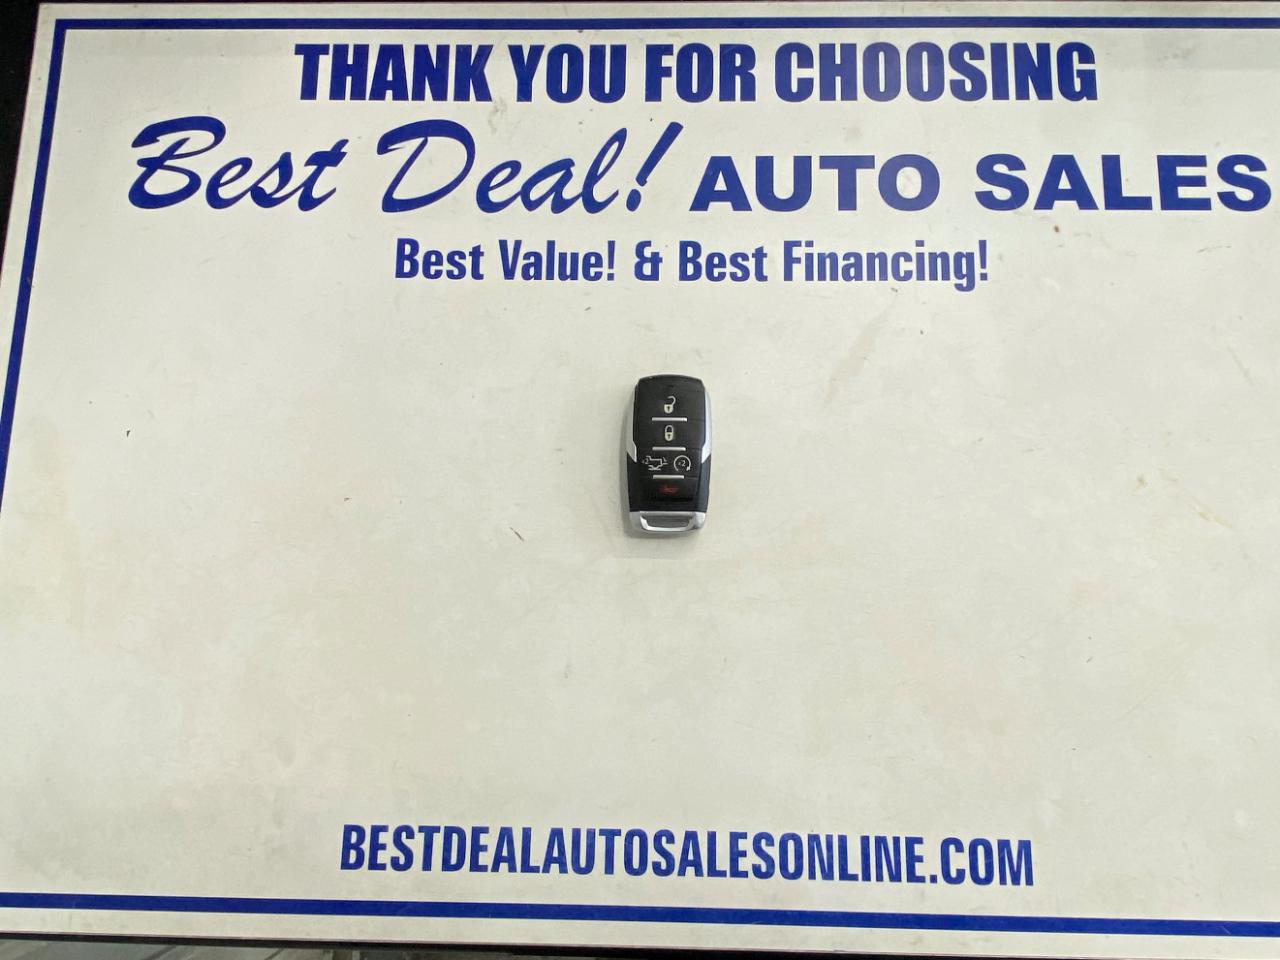 THANK YOU FOR CHOOSING
Best Deal! AUTO SALES
Best Value! & Best Financing!
BESTDEALAUTOSALESONLINE.COM